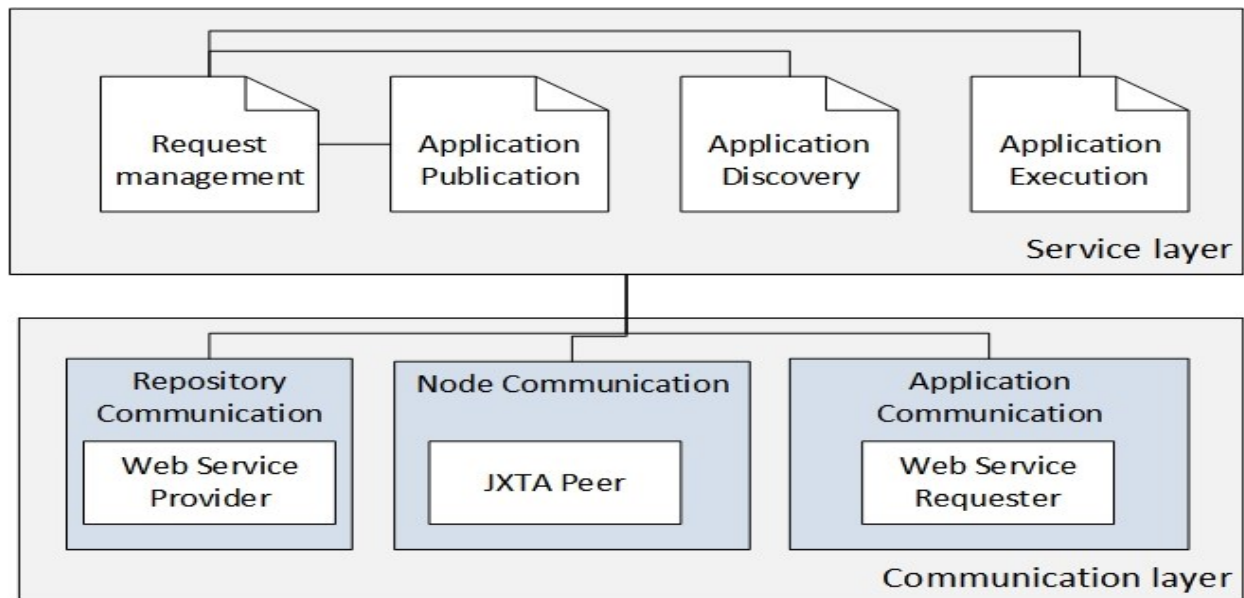 Request
management
Application
Publication
Application
Discovery
Application
Execution
Service layer
Repository
Communication
Web Service
Provider
Node Communication
JXTA Peer
Application
Communication
Web Service
Requester
Communication layer